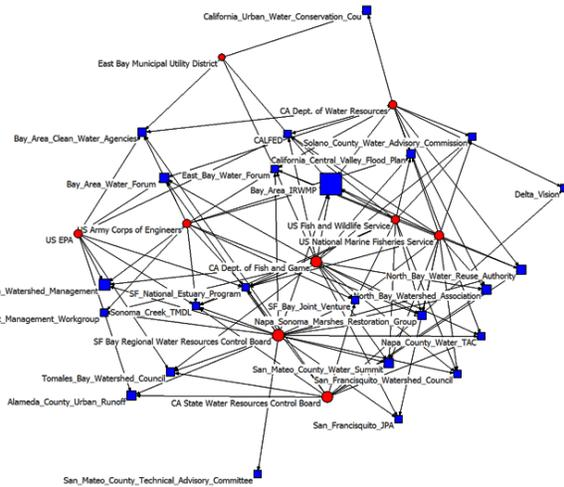 California_Urban_Water_Conservation_Cou
East Bay Municipal Utility District
CA Dept. of Water Resources
Bay_Area_Clean_Water_Agencies
CALFED
Solano_County_Water_Advisory_Commission
California_Central_Valley_Flood_Plan
East_Bay_Water_Forum
Bay_Area_Water_Forum
Bay_Area_IRWMP
Delta_Vision
US Army Corps of Engineers
US Fish and Wildlife Service
US EPA
US National Marine Fisheries Service
CA Dept. of Fish and Game
North_Bay_Water_Reuse_Authority
_Watershed_Management
SF_National_Estuary_Program
North_Bay_Watershed_Association
SF_Bay_Joint_Venture
_Management_Workgroup
Sonoma_Creek_TMDL
Napa_Sonoma_Marshes_Restoration_Group
SF Bay Regional Water Resources Control Board
Napa_County_Water_TAC
San_Mateo_County_Water_Summit
Tomales_Bay_Watershed_Council
San_Francisquito_Watershed_Council
Alameda_County_Urban_Runoff
CA State Water Resources Control Board
San_Francisquito_JPA
San_Mateo_County_Technical_Advisory_Committee